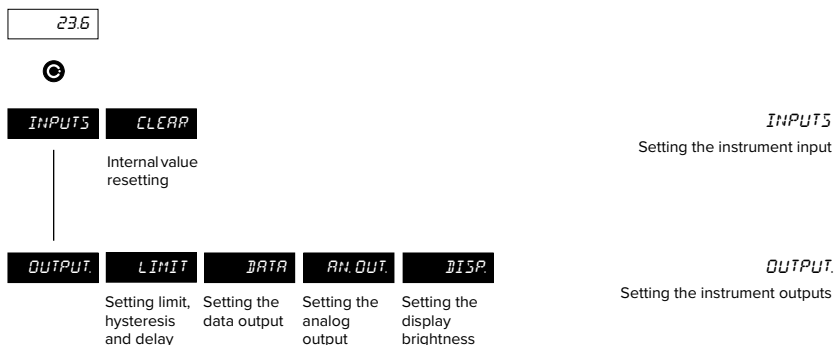 23.6
C
INPUTS CLEAR INPUTS
Internal value Setting the instrument input
resetting
OUTPUT. LIMIT DATA AN. OUT. DISP. OUTPUT.
Setting limit, Setting the Setting the Setting the Setting the instrument outputs
hysteresis data output analog display
and delay output brightness